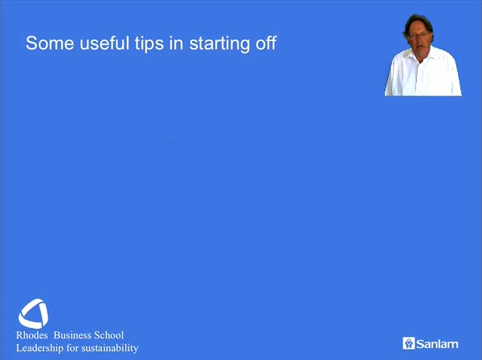 Some useful tips in starting off
Rhodes Business School
Leadership for sustainability
Sanlam